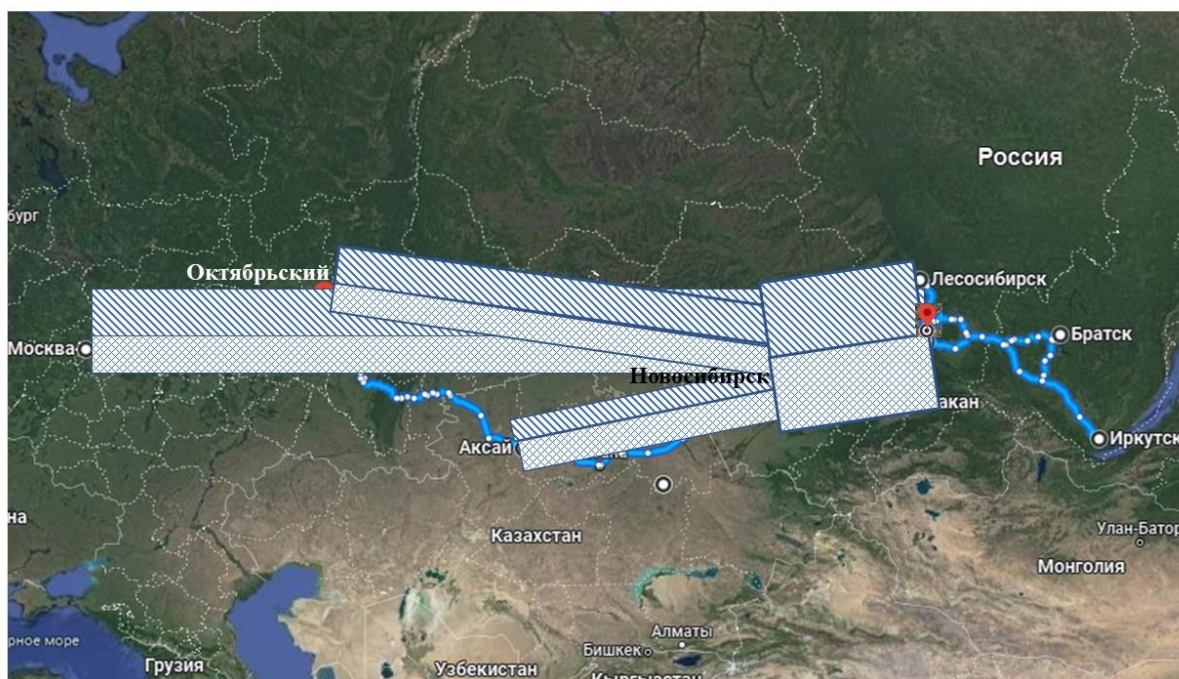 Россия
бург
Октябрьский
Лесосибирск
Москва
Братск
Новосибирск
акан
Аксай
Иркутск
на
Казахстан
Улан-Батор
Монголия
рное море
Алматы
Бишкек
Грузия
Узбекистан
Кыргызстан